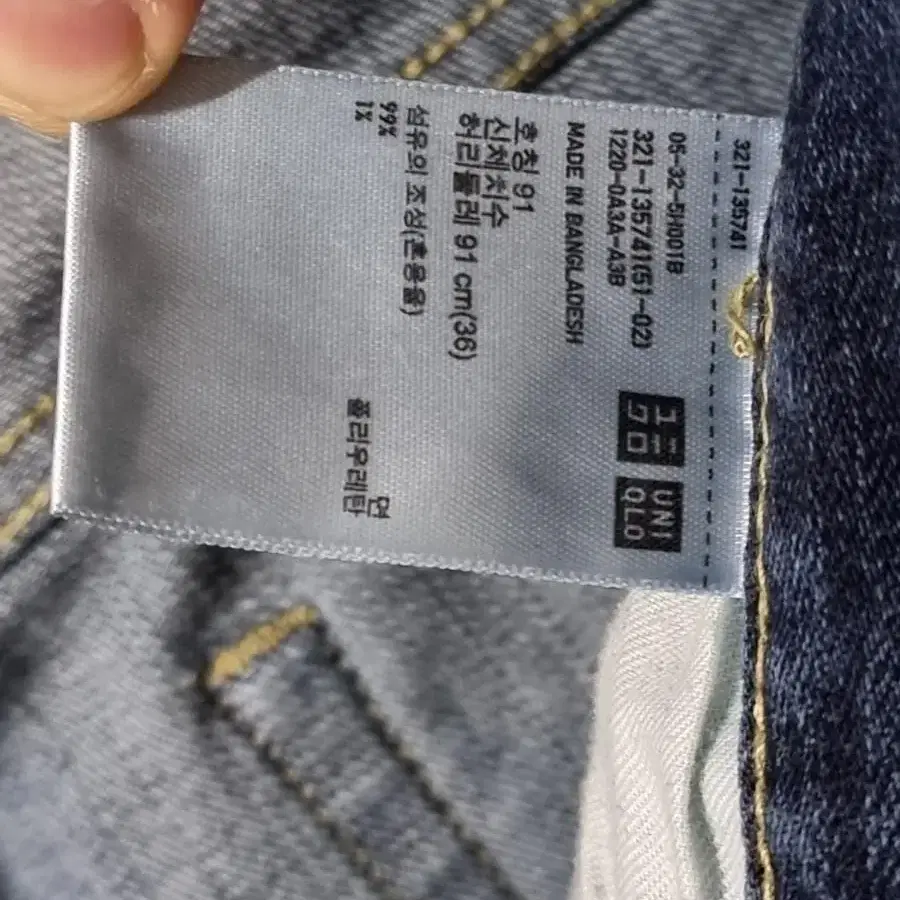 321-135741
ユニ
クロ
UNI
QLO
05-32-5H001B
321-135741(51-02)
1220-0A3A-A3B
MADE IN BANGLADESH
호칭 91
신체치수
허리둘레 91 cm(36)
섬유의 조성(혼용율)
99% 면
1% 폴리우레탄